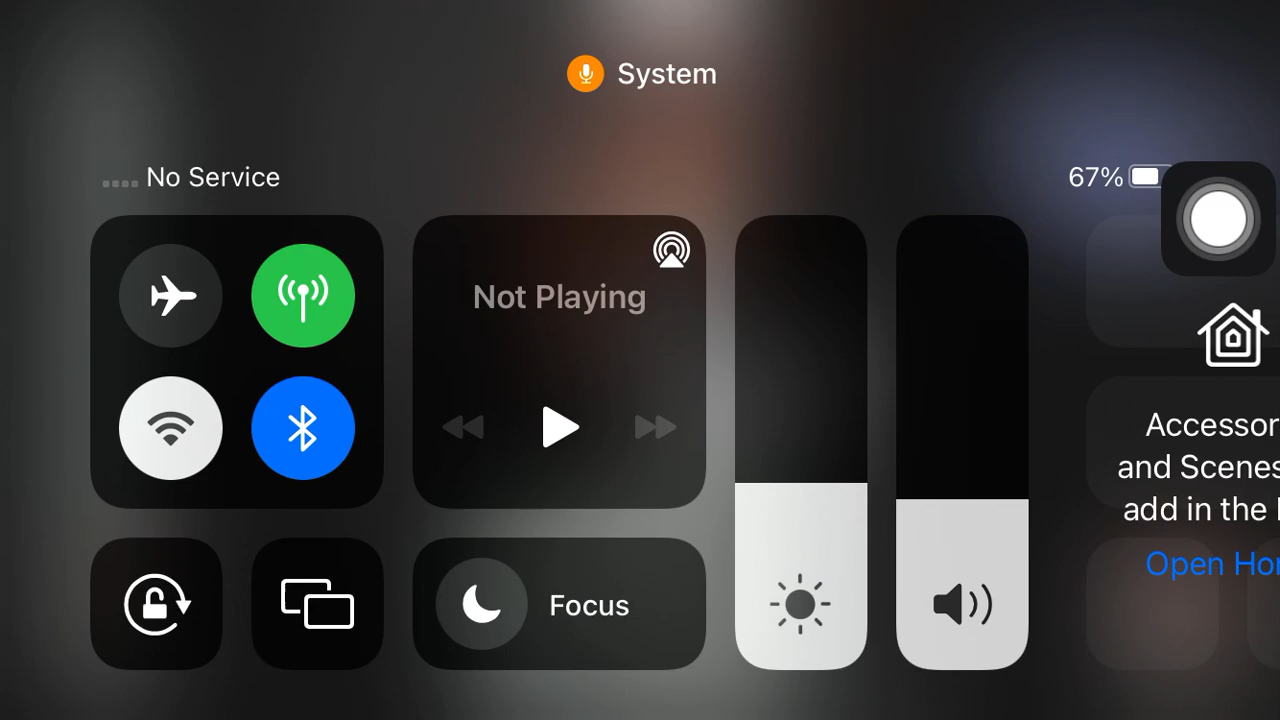 System
No Service
67%
Not Playing
Accessor
and Scenes
add in the
Open Hor
Focus